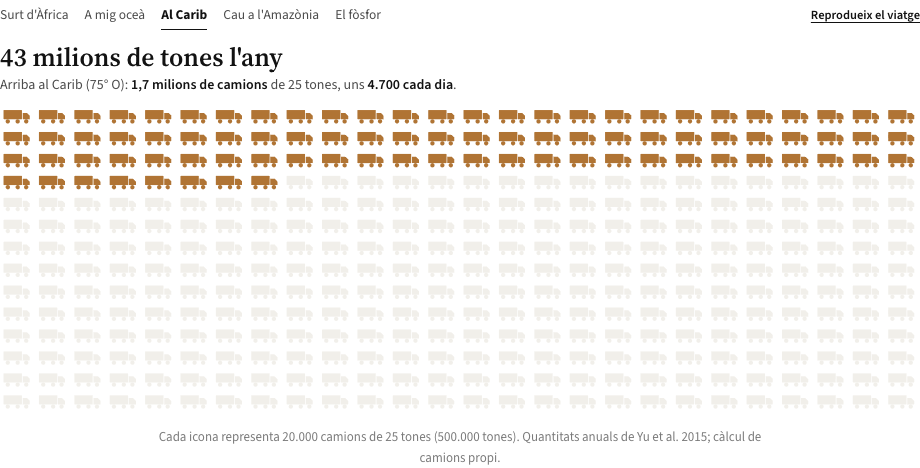 Surt d'Àfrica A mig oceà Al Carib Cau a l'Amazònia El fòsfor Reprodueix el viatge
43 milions de tones l'any
Arriba al Carib (75° O): 1,7 milions de camions de 25 tones, uns 4.700 cada dia.
Cada icona representa 20.000 camions de 25 tones (500.000 tones). Quantitats anuals de Yu et al. 2015; càlcul de
camions propi.